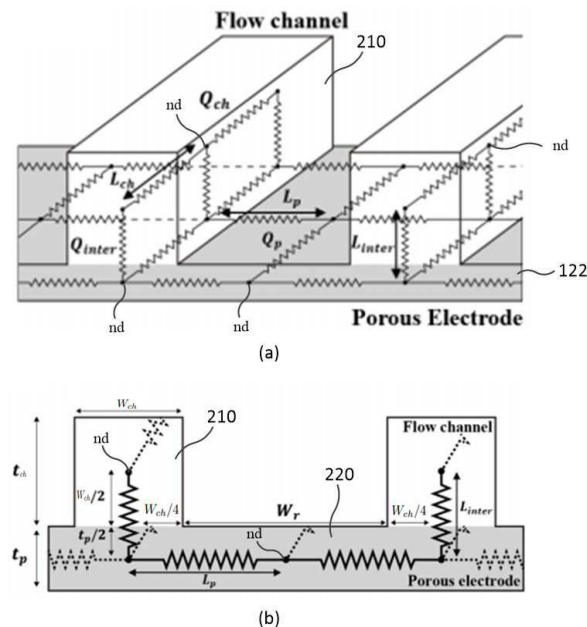 Flow channel
210
nd
Q_ch
nd
L_ch
L_p
Q_inter
Q_p
L_inter
122
nd
nd
Porous Electrode
(a)
W_ch
210
Flow channel
nd
t_ch
W_ch/2
220
W_ch/4
W_r
W_ch/4
L_inter
t_p/2
nd
t_p
L_p
Porous electrode
(b)